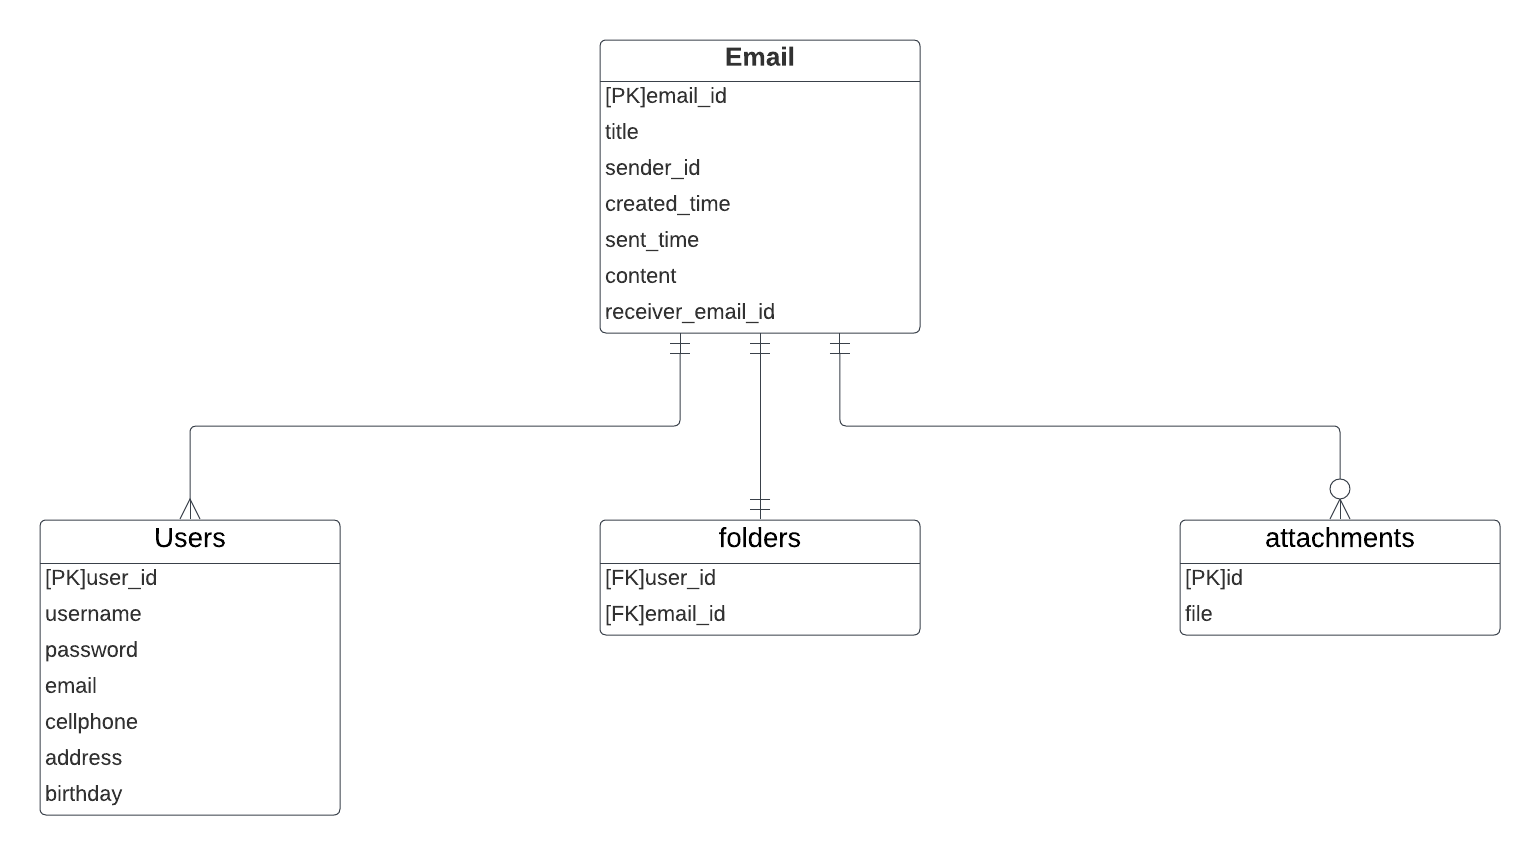 Email
[PK]email_id
title
sender_id
created_time
sent_time
content
receiver_email_id
Users
[PK]user_id
username
password
email
cellphone
address
birthday
folders
[FK]user_id
[FK]email_id
attachments
[PK]id
file